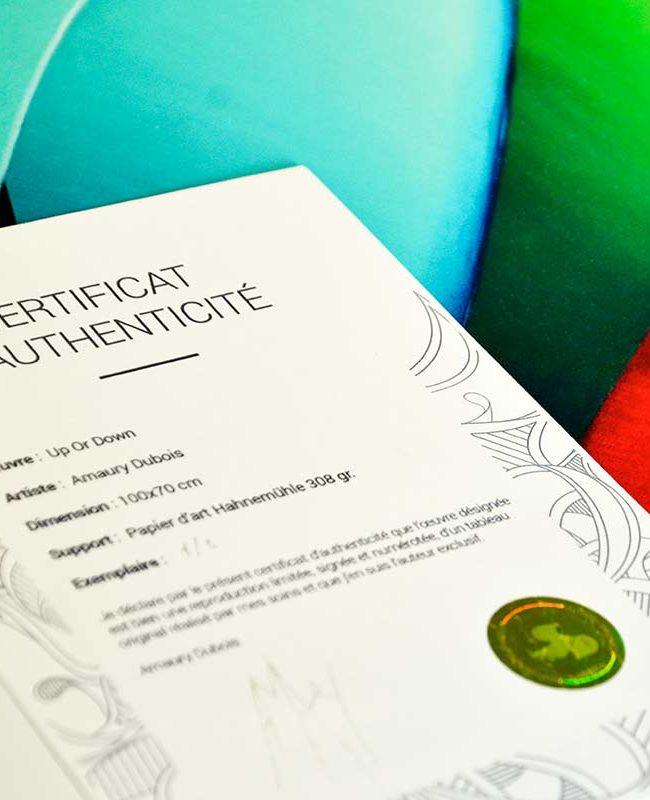 ERTIFICAT
AUTHENTICITÉ
uvre : Up Or Down
Artiste : Amaury Dubois
Dimension : 100x70 cm
Support : Papier d'art Hahnemühle 308 gr.
Exemplaire :
Je déclare par le présent certificat d'authenticité que l'œuvre désignée
est bien une reproduction limitée, signée et numérotée, d'un tableau
original réalisé par mes soins et que j'en suis l'auteur exclusif.
Amaury Dubois